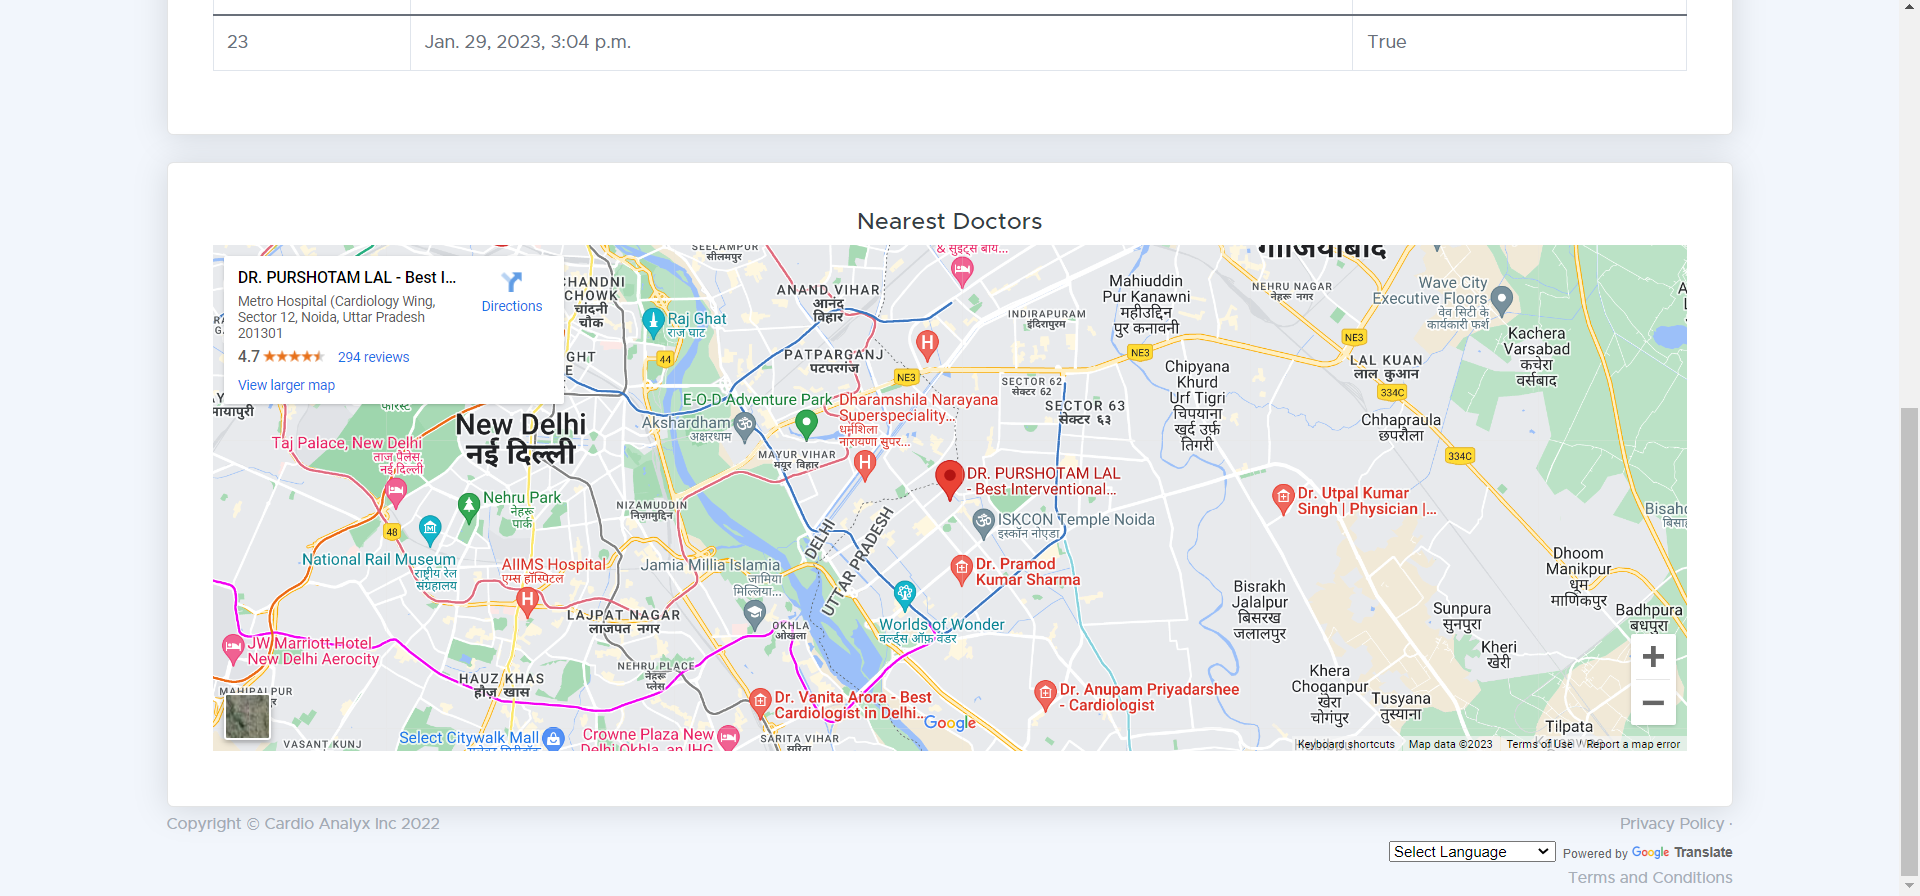 23
Jan. 29, 2023, 3:04 p.m.
True
Nearest Doctors
DR. PURSHOTAM LAL - Best I...
Metro Hospital (Cardiology Wing,
Sector 12, Noida, Uttar Pradesh
201301
4.7
294 reviews
View larger map
Directions
SEELAMPUR
सीलमपुर
& सुइट्स बाय...
गाजियाबाद
CHANDNI
CHOWK
चांदनी
चौक
Raj Ghat
राज घाट
ANAND VIHAR
आनंद
विहार
INDIRAPURAM
इंदिरापुरम
Mahiuddin
Pur Kanawni
महीउद्दिन
पुर कनावनी
NEHRU NAGAR
नेहरू नगर
Wave City
Executive Floors
वेव सिटी के
कार्यकारी फर्श
Kachera
Varsabad
कचेरा
वर्सबाद
44
PATPARGANJ
पटपरगंज
NE3
NE3
NE3
LAL KUAN
लाल कुआन
334C
SECTOR 62
सेक्टर 62
SECTOR 63
सेक्टर ६३
Chipyana
Khurd
Urf Tigri
चिपयाना
खुर्द उर्फ़
तिगरी
Chhapraula
छपरौला
334C
New Delhi
नई दिल्ली
E-O-D Adventure Park
Akshardham
अक्षरधाम
Dharamshila Narayana
Superspeciality...
धर्मशिला
नारायणा सुपर...
MAYUR VIHAR
मयूर विहार
Taj Palace, New Delhi
ताज पैलेस,
नई दिल्ली
DR. PURSHOTAM LAL
- Best Interventional...
Nehru Park
नेहरू
पार्क
NIZAMUDDIN
निज़ामुद्दिन
ISKCON Temple Noida
इस्कॉन नोएडा
Dr. Utpal Kumar
Singh | Physician |...
48
National Rail Museum
राष्ट्रीय रेल
संग्रहालय
DELHI
UTTAR PRADESH
AIIMS Hospital
एम्स हॉस्पिटल
Jamia Millia Islamia
जामिया
मिल्लिया...
Dr. Pramod
Kumar Sharma
Dhoom
Manikpur
धूम
माणिकपुर
Bisrakh
Jalalpur
बिसरख
जलालपुर
Sunpura
सुनपुरा
Badhpura
बधपुरा
LAJPAT NAGAR
लाजपत नगर
OKHLA
ओखला
Worlds of Wonder
वर्ल्ड्स ऑफ़ वंडर
JW Marriott Hotel
New Delhi Aerocity
NEHRU PLACE
नेहरू
प्लेस
Kheri
खेरी
HAUZ KHAS
हौज़ खास
Khera
Choganpur
खेरा
चोगंपुर
Tusyana
तुस्याना
MAHIPALPUR
Dr. Vanita Arora - Best
Cardiologist in Delhi...
Dr. Anupam Priyadarshee
- Cardiologist
Google
Tilpata
VASANT KUNJ
Select Citywalk Mall
Crowne Plaza New
Delhi Okhla, an IHG
SARITA VIHAR
सरिता
Keyboard shortcuts
Map data ©2023
Terms of Use
Report a map error
Copyright © Cardio Analyx Inc 2022
Privacy Policy ·
Select Language
Powered by Google Translate
Terms and Conditions